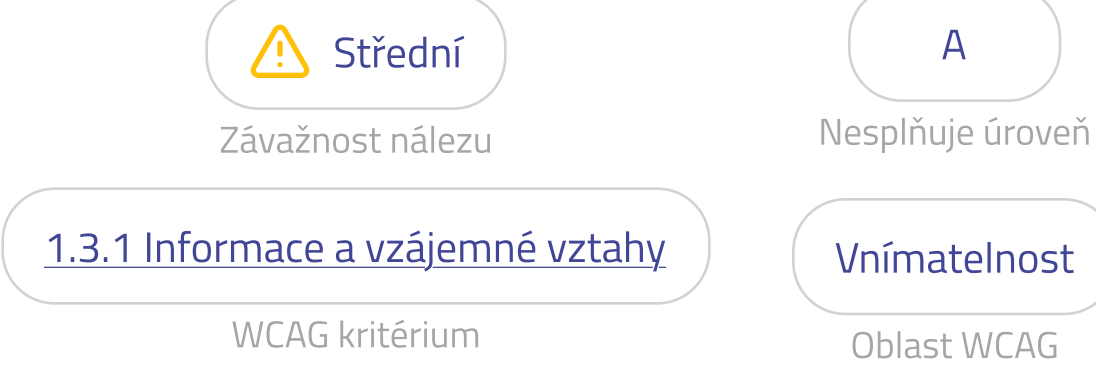 Střední
A
Závažnost nálezu
Nesplňuje úroveň
1.3.1 Informace a vzájemné vztahy
Vnímatelnost
WCAG kritérium
Oblast WCAG